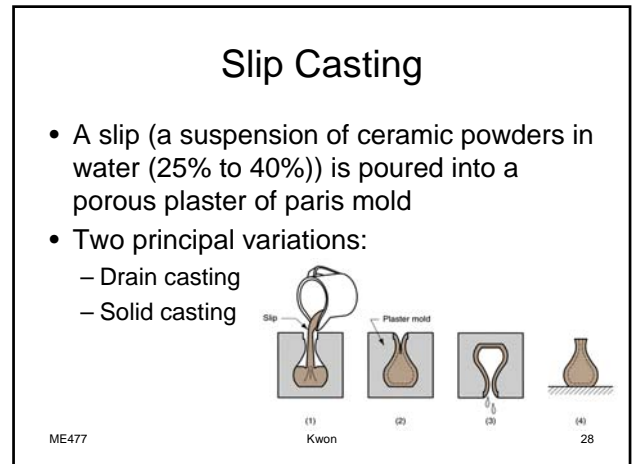 Slip Casting
• A slip (a suspension of ceramic powders in
water (25% to 40%)) is poured into a
porous plaster of paris mold
• Two principal variations:
– Drain casting
– Solid casting
Slip
Plaster mold
(1) (2) (3) (4)
ME477 Kwon 28